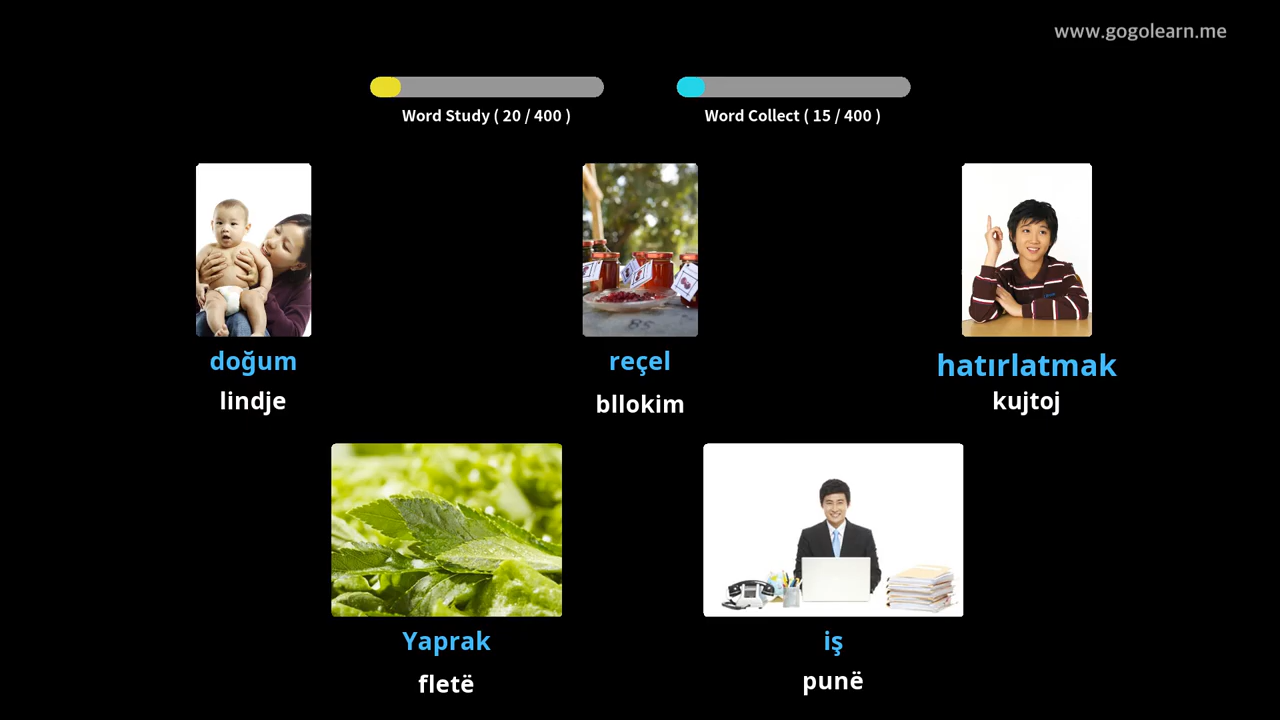 www.gogolearn.me
Word Study ( 20 / 400 )
Word Collect ( 15 / 400 )
doğum
lindje
reçel
bllokim
hatırlatmak
kujtoj
Yaprak
fletë
iş
punë